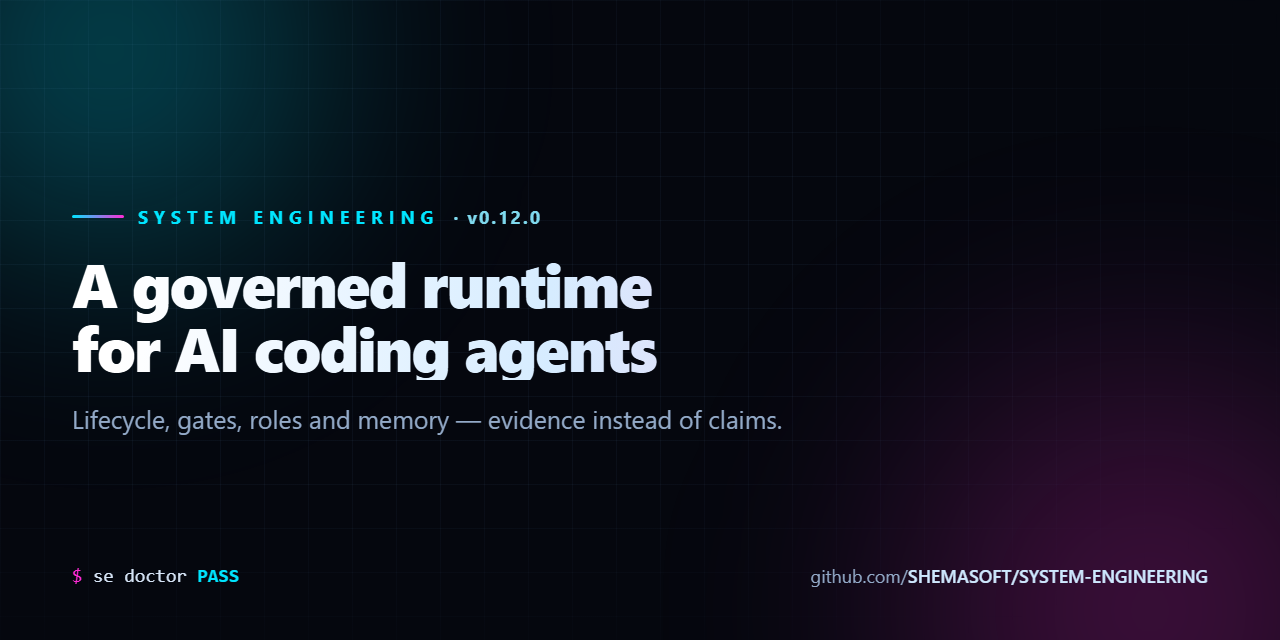 SYSTEM ENGINEERING · v0.12.0
A governed runtime
for AI coding agents
Lifecycle, gates, roles and memory — evidence instead of claims.
$ se doctor PASS
github.com/SHEMASOFT/SYSTEM-ENGINEERING